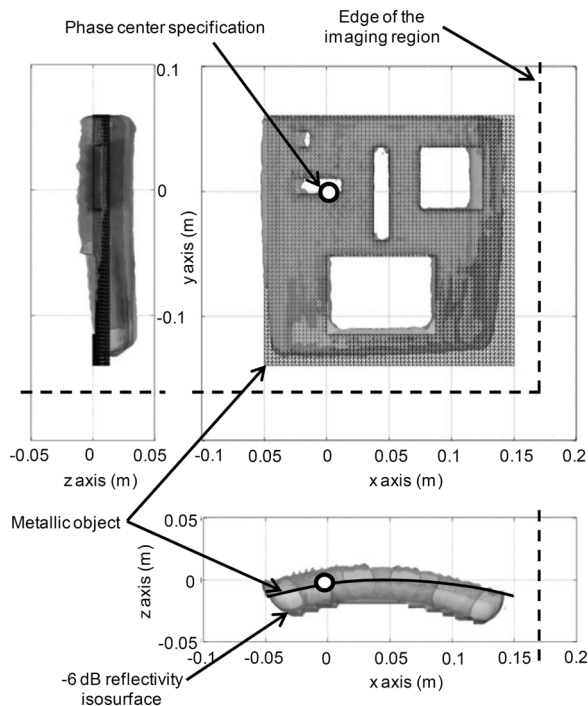 Phase center specification
Edge of the
imaging region
0.1
0
-0.1
y axis (m)
-0.05
0
0.05
z axis (m)
-0.1
0.05
0
0.05
0.1
0.15
0.2
x axis (m)
Metallic object
0.05
0
-0.05
z axis (m)
-0.1
-0.05
0
0.05
0.1
0.15
0.2
x axis (m)
-6 dB reflectivity
isosurface